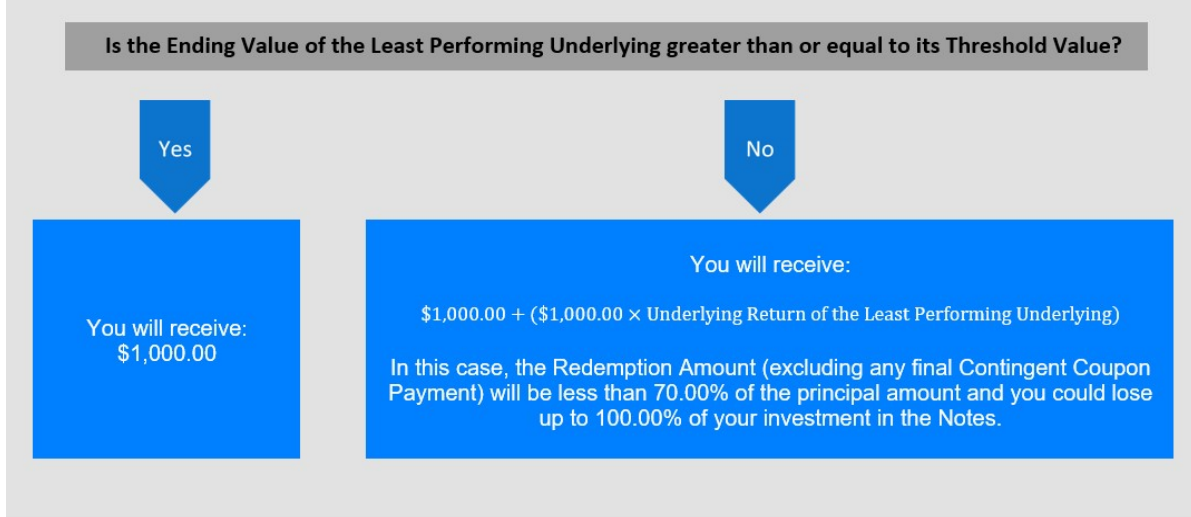 Is the Ending Value of the Least Performing Underlying greater than or equal to its Threshold Value?
Yes
No
You will receive:
$1,000.00
You will receive:
$1,000.00 + ($1,000.00 × Underlying Return of the Least Performing Underlying)
In this case, the Redemption Amount (excluding any final Contingent Coupon
Payment) will be less than 70.00% of the principal amount and you could lose
up to 100.00% of your investment in the Notes.